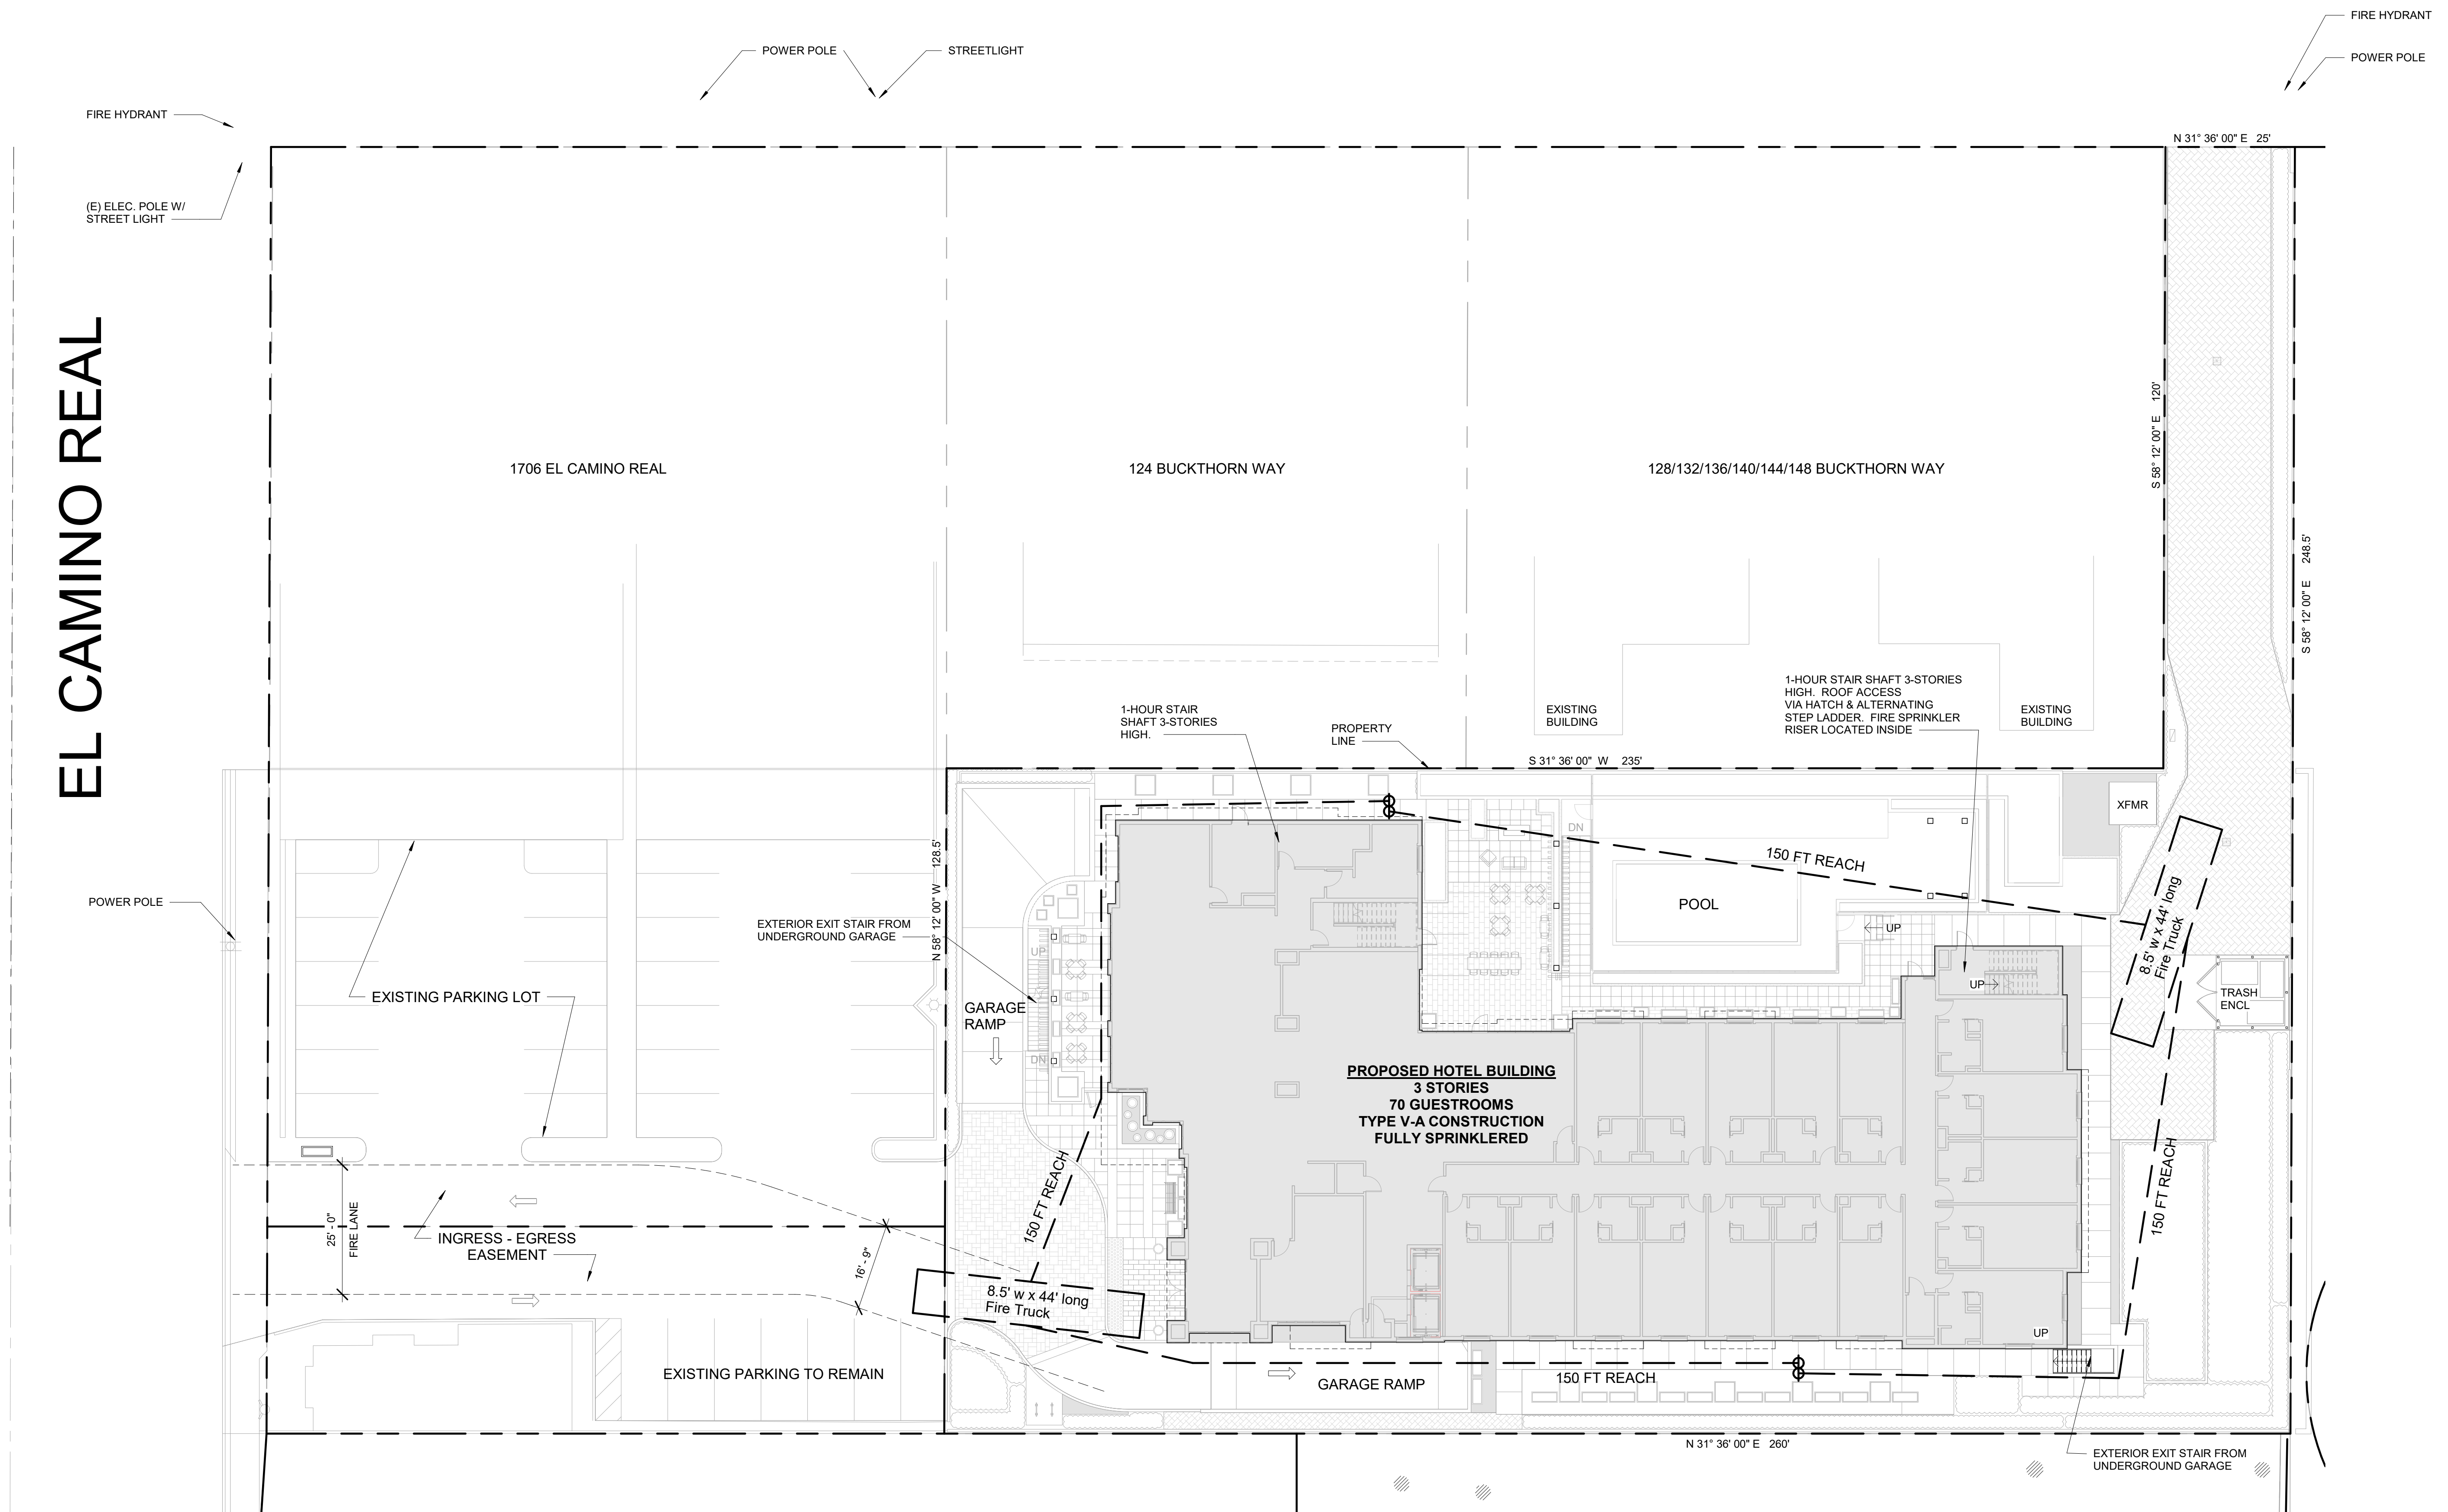 FIRE HYDRANT
POWER POLE
STREETLIGHT
POWER POLE
FIRE HYDRANT
N 31° 36' 00" E   25'
(E) ELEC. POLE W/
STREET LIGHT
EL CAMINO REAL
1706 EL CAMINO REAL
124 BUCKTHORN WAY
128/132/136/140/144/148 BUCKTHORN WAY
S 58° 12' 00" E   120'
S 58° 12' 00" E   248.5'
1-HOUR STAIR
SHAFT 3-STORIES
HIGH.
PROPERTY
LINE
EXISTING
BUILDING
1-HOUR STAIR SHAFT 3-STORIES
HIGH.  ROOF ACCESS
VIA HATCH & ALTERNATING
STEP LADDER.  FIRE SPRINKLER
RISER LOCATED INSIDE
EXISTING
BUILDING
S 31° 36' 00"  W    235'
XFMR
DN
150 FT REACH
POOL
N 58° 12' 00" W   128.5'
POWER POLE
EXTERIOR EXIT STAIR FROM
UNDERGROUND GARAGE
UP
UP
8.5' w x 44' long
Fire Truck
EXISTING PARKING LOT
GARAGE
RAMP
UP
TRASH
ENCL
DN
PROPOSED HOTEL BUILDING
3 STORIES
70 GUESTROOMS
TYPE V-A CONSTRUCTION
FULLY SPRINKLERED
150 FT REACH
150 FT REACH
25' - 0"
FIRE LANE
INGRESS - EGRESS
EASEMENT
16' - 9"
8.5' w x 44' long
Fire Truck
UP
EXISTING PARKING TO REMAIN
GARAGE RAMP
150 FT REACH
N 31° 36' 00" E   260'
EXTERIOR EXIT STAIR FROM
UNDERGROUND GARAGE